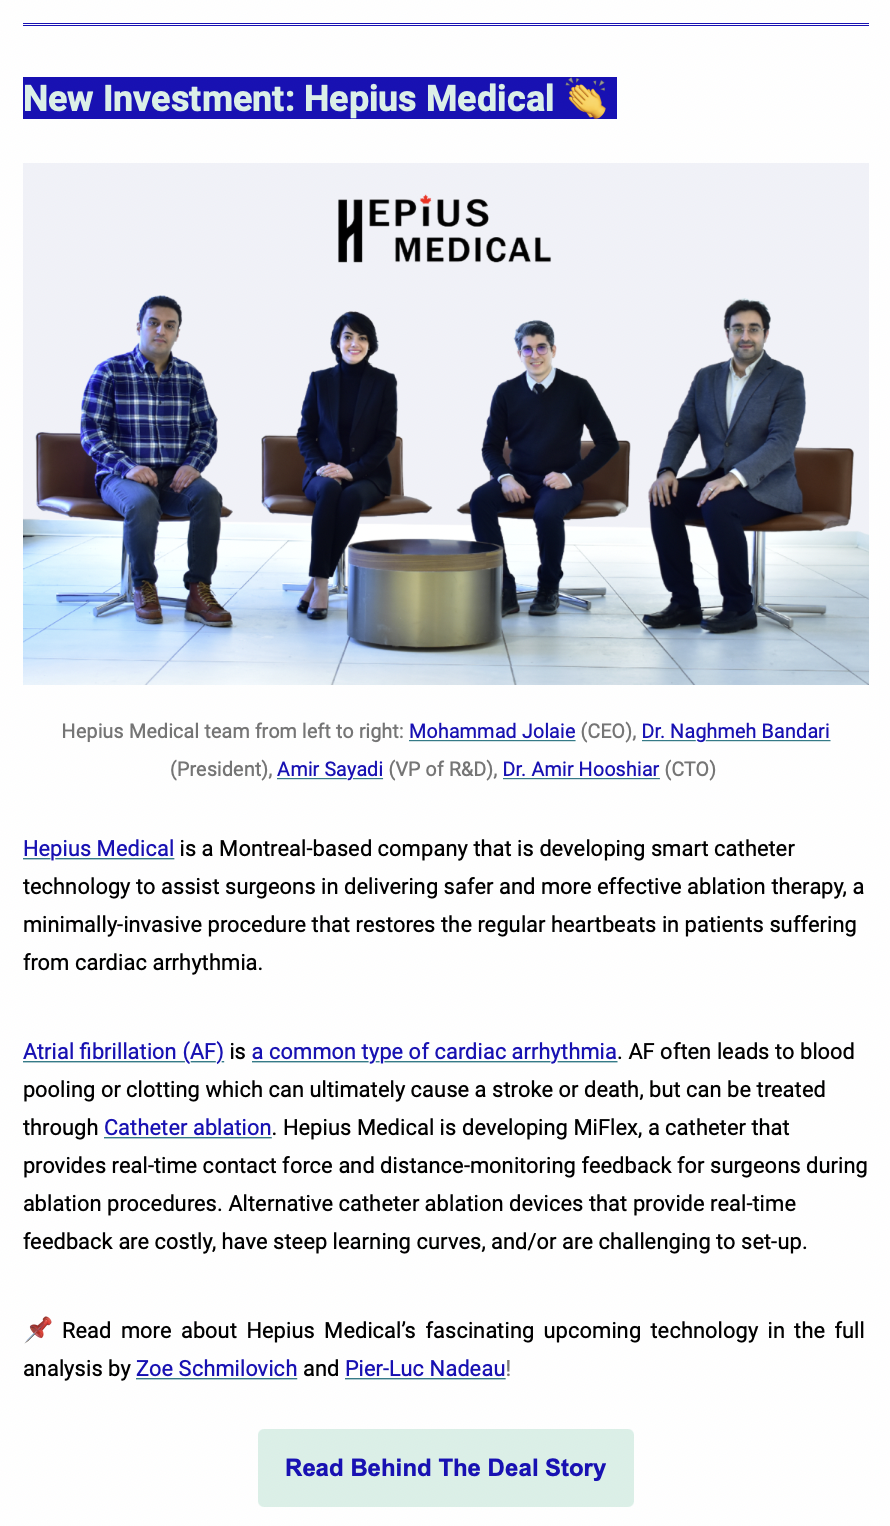 New Investment: Hepius Medical 👏
HEPiUS
MEDICAL
Hepius Medical team from left to right: Mohammad Jolaie (CEO), Dr. Naghmeh Bandari
(President), Amir Sayadi (VP of R&D), Dr. Amir Hooshiar (CTO)
Hepius Medical is a Montreal-based company that is developing smart catheter
technology to assist surgeons in delivering safer and more effective ablation therapy, a
minimally-invasive procedure that restores the regular heartbeats in patients suffering
from cardiac arrhythmia.
Atrial fibrillation (AF) is a common type of cardiac arrhythmia. AF often leads to blood
pooling or clotting which can ultimately cause a stroke or death, but can be treated
through Catheter ablation. Hepius Medical is developing MiFlex, a catheter that
provides real-time contact force and distance-monitoring feedback for surgeons during
ablation procedures. Alternative catheter ablation devices that provide real-time
feedback are costly, have steep learning curves, and/or are challenging to set-up.
📌 Read more about Hepius Medical’s fascinating upcoming technology in the full
analysis by Zoe Schmilovich and Pier-Luc Nadeau!
Read Behind The Deal Story